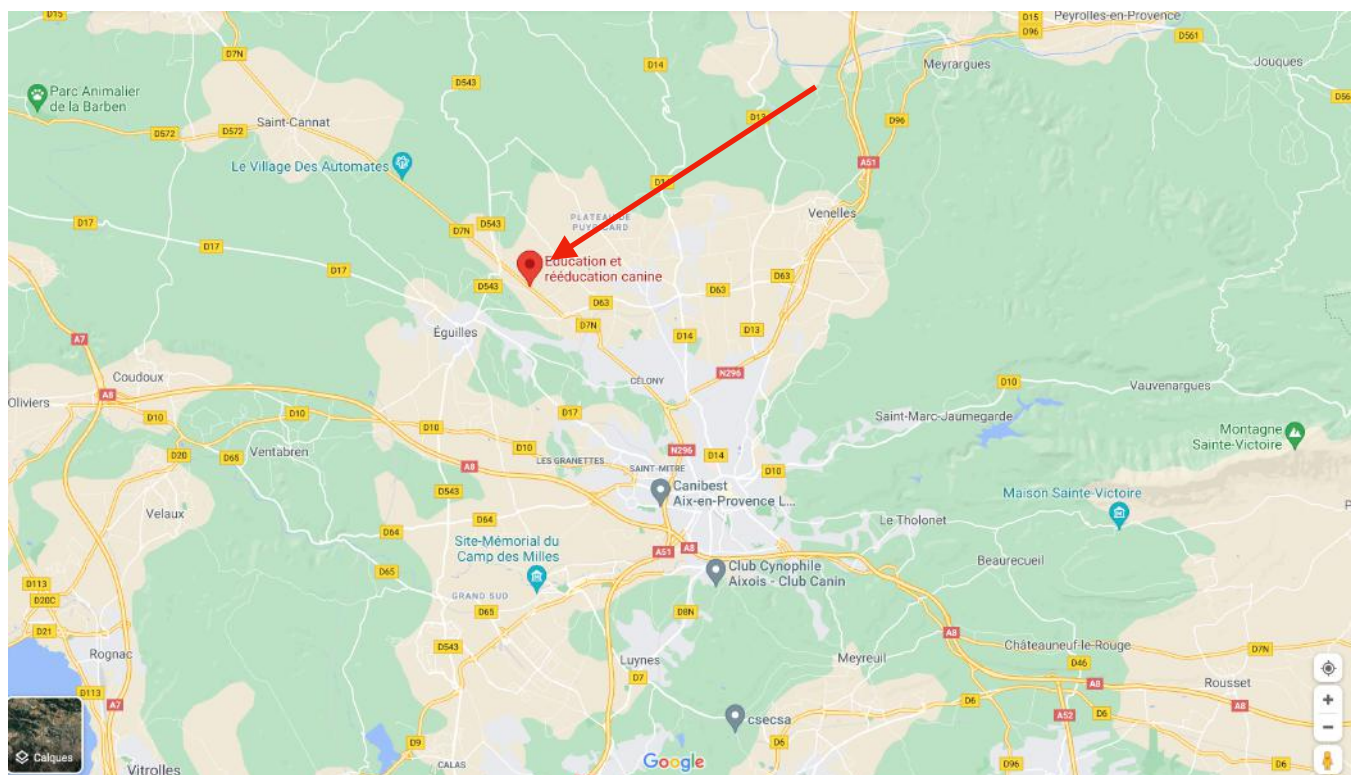 D15
D15
Peyrolles-en-Provence
D96
D561
D7N
D14
Meyrargues
Jouques
D543
Parc Animalier
de la Barben
D56
D572
D572
Saint-Cannat
D13
D96
Le Village Des Automates
A51
D14
D17
D7N
D543
PLATEAU DE
PUYRICARD
Venelles
D17
D17
Éducation et
rééducation canine
D543
D63
D63
D63
Éguilles
D7N
D14
D13
A7
Coudoux
CÉLONY
N296
D10
Vauvenargues
A8
Oliviers
D10
D10
D17
Saint-Marc-Jaumegarde
D10
Montagne
Sainte-Victoire
D20
D65
Ventabren
D10
N296
D14
LES GRANETTES
SAINT-MITRE
A8
D10
Canibest
Aix-en-Provence L...
D543
Maison Sainte-Victoire
P
Velaux
D64
D64
Le Tholonet
Site-Mémorial du
Camp des Milles
A51
A8
Beaurecueil
D65
Club Cynophile
Aixois - Club Canin
D113
D20C
GRAND SUD
D65
D8N
D21
A8
Rognac
D543
Châteauneuf-le-Rouge
D7N
Luynes
Meyreuil
D46
D7
A8
Rousset
D113
A7
D6
A8
csecsa
A52
D6
D9
D6
Calques
Vitrolles
CALAS
Google
D96
D6